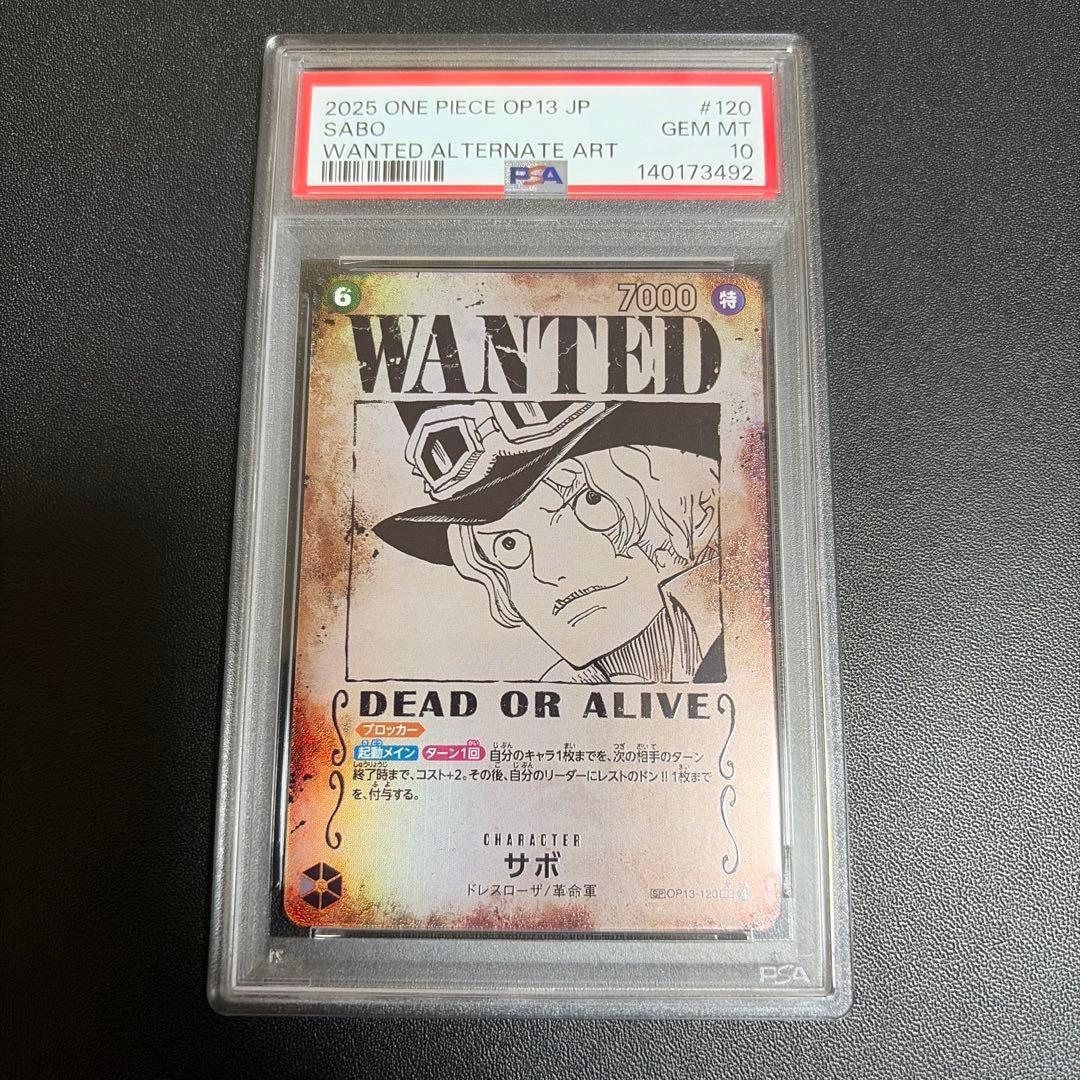 2025 ONE PIECE OP13 JP #120
SABO GEM MT
WANTED ALTERNATE ART 10
PSA 140173492
6 7000 特
WANTED
DEAD OR ALIVE
ブロッカー
起動メイン ターン1回 自分のキャラ1枚までを、次の相手のターン
終了時まで、コスト+2。その後、自分のリーダーにレストのドン!!1枚まで
を、付与する。
CHARACTER
サボ
ドレスローザ/革命軍
SP OP13-120 4
PSA